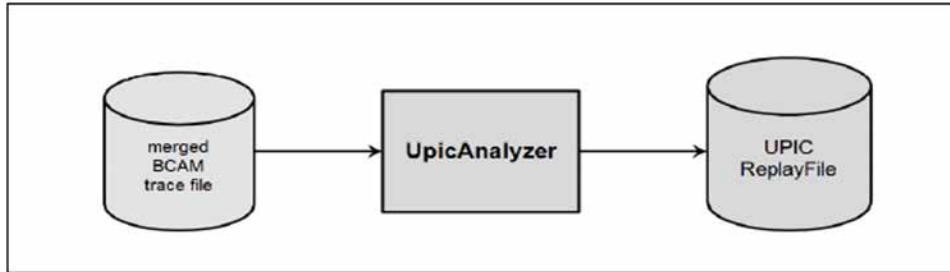 merged
BCAM
trace file
UpicAnalyzer
UPIC
ReplayFile